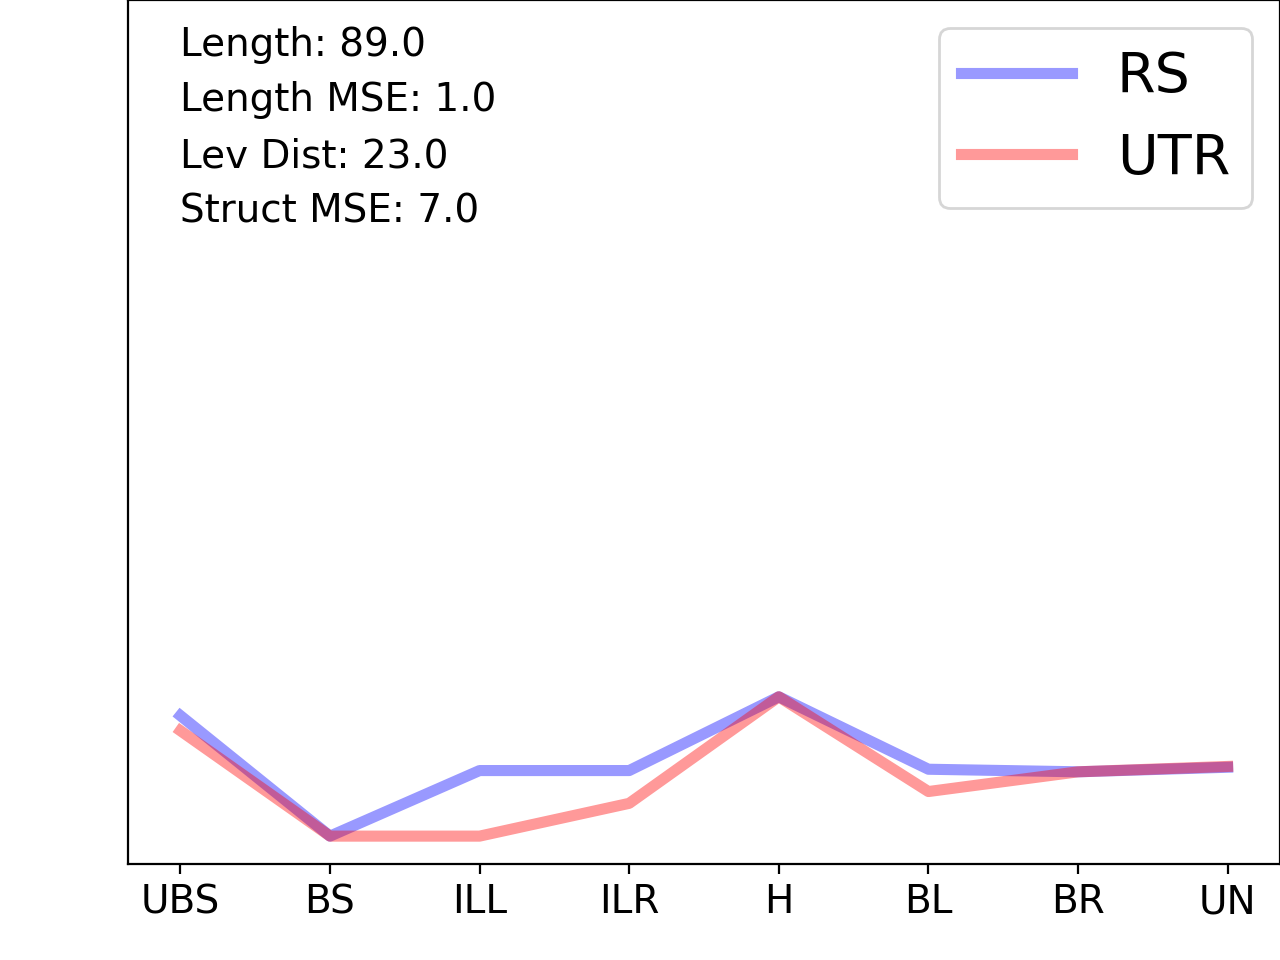 Length: 89.0
Length MSE: 1.0
Lev Dist: 23.0
Struct MSE: 7.0
RS
UTR
UBS BS ILL ILR H BL BR UN